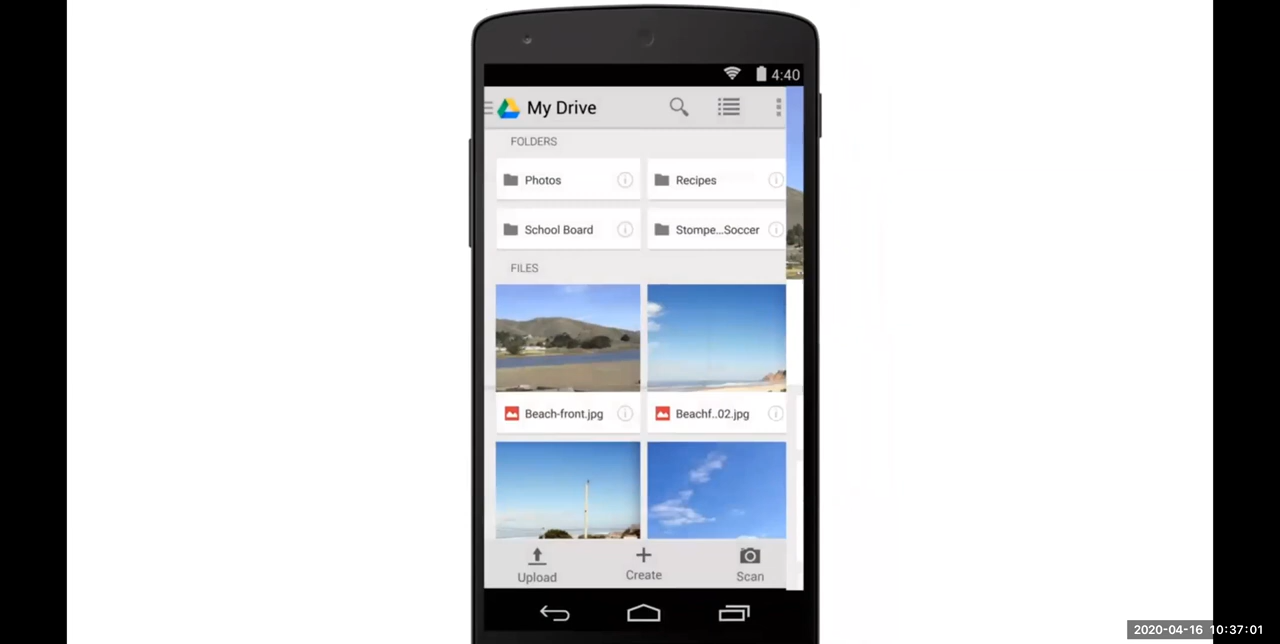 4:40
My Drive
FOLDERS
Photos
Recipes
School Board
Stompe...Soccer
FILES
Beach-front.jpg
Beachf..02.jpg
Upload
Create
Scan
2020-04-16 10:37:01